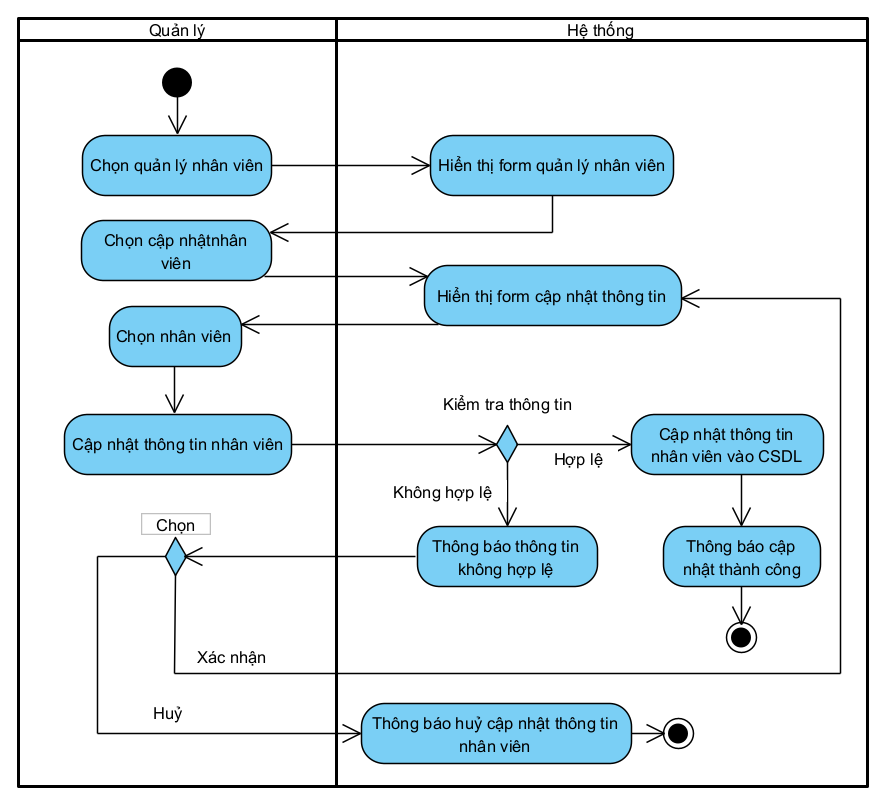 Quản lý
Hệ thống
Chọn quản lý nhân viên
Hiển thị form quản lý nhân viên
Chọn cập nhậtnhân
viên
Hiển thị form cập nhật thông tin
Chọn nhân viên
Kiểm tra thông tin
Cập nhật thông tin nhân viên
Hợp lệ
Cập nhật thông tin
nhân viên vào CSDL
Không hợp lệ
Chọn
Thông báo thông tin
không hợp lệ
Thông báo cập
nhật thành công
Xác nhận
Huỷ
Thông báo huỷ cập nhật thông tin
nhân viên